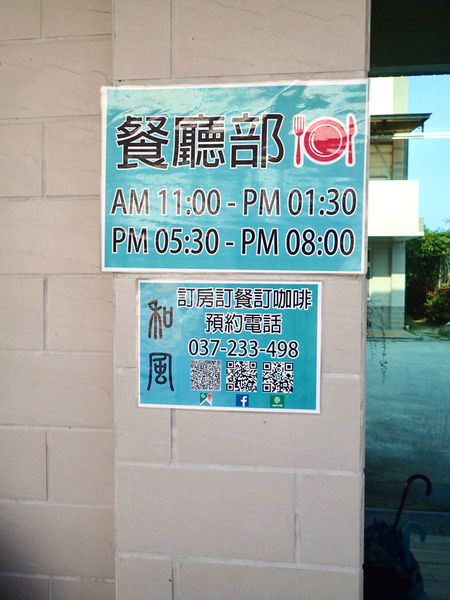 餐廳部
AM 11:00 - PM 01:30
PM 05:30 - PM 08:00
和風
訂房訂餐訂咖啡
預約電話
037-233-498